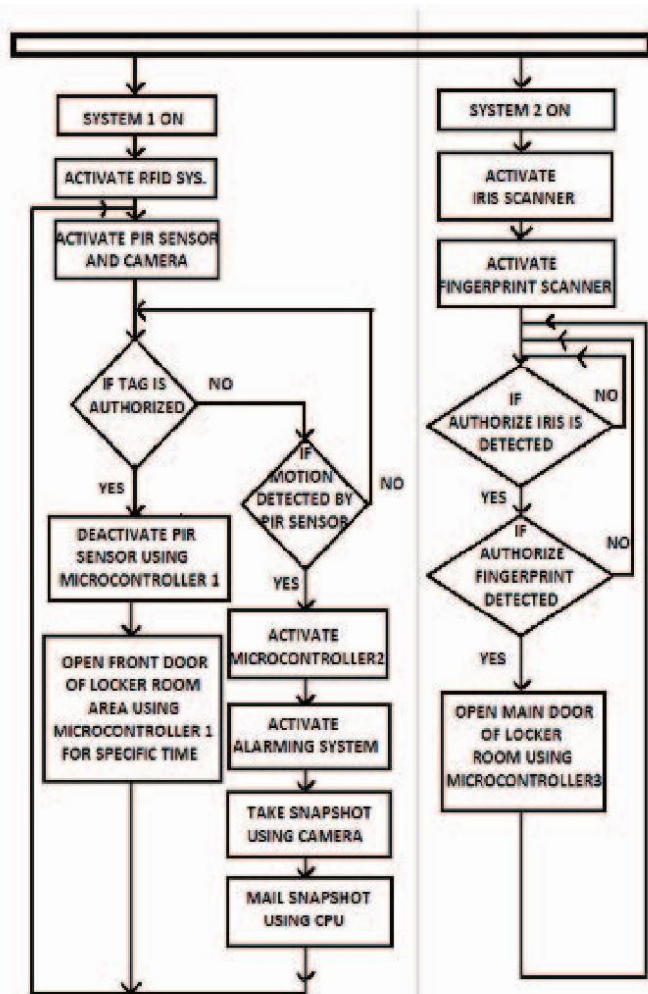 SYSTEM 1 ON
ACTIVATE RFID SYS.
ACTIVATE PIR SENSOR
AND CAMERA
IF TAG IS
AUTHORIZED
NO
YES
IF
MOTION
DETECTED BY
PIR SENSOR
NO
YES
DEACTIVATE PIR
SENSOR USING
MICROCONTROLLER 1
OPEN FRONT DOOR
OF LOCKER ROOM
AREA USING
MICROCONTROLLER 1
FOR SPECIFIC TIME
ACTIVATE
MICROCONTROLLER2
ACTIVATE
ALARMING SYSTEM
TAKE SNAPSHOT
USING CAMERA
MAIL SNAPSHOT
USING CPU
SYSTEM 2 ON
ACTIVATE
IRIS SCANNER
ACTIVATE
FINGERPRINT SCANNER
IF
AUTHORIZE IRIS IS
DETECTED
NO
YES
IF
AUTHORIZE
FINGERPRINT
DETECTED
NO
YES
OPEN MAIN DOOR
OF LOCKER
ROOM USING
MICROCONTROLLER3